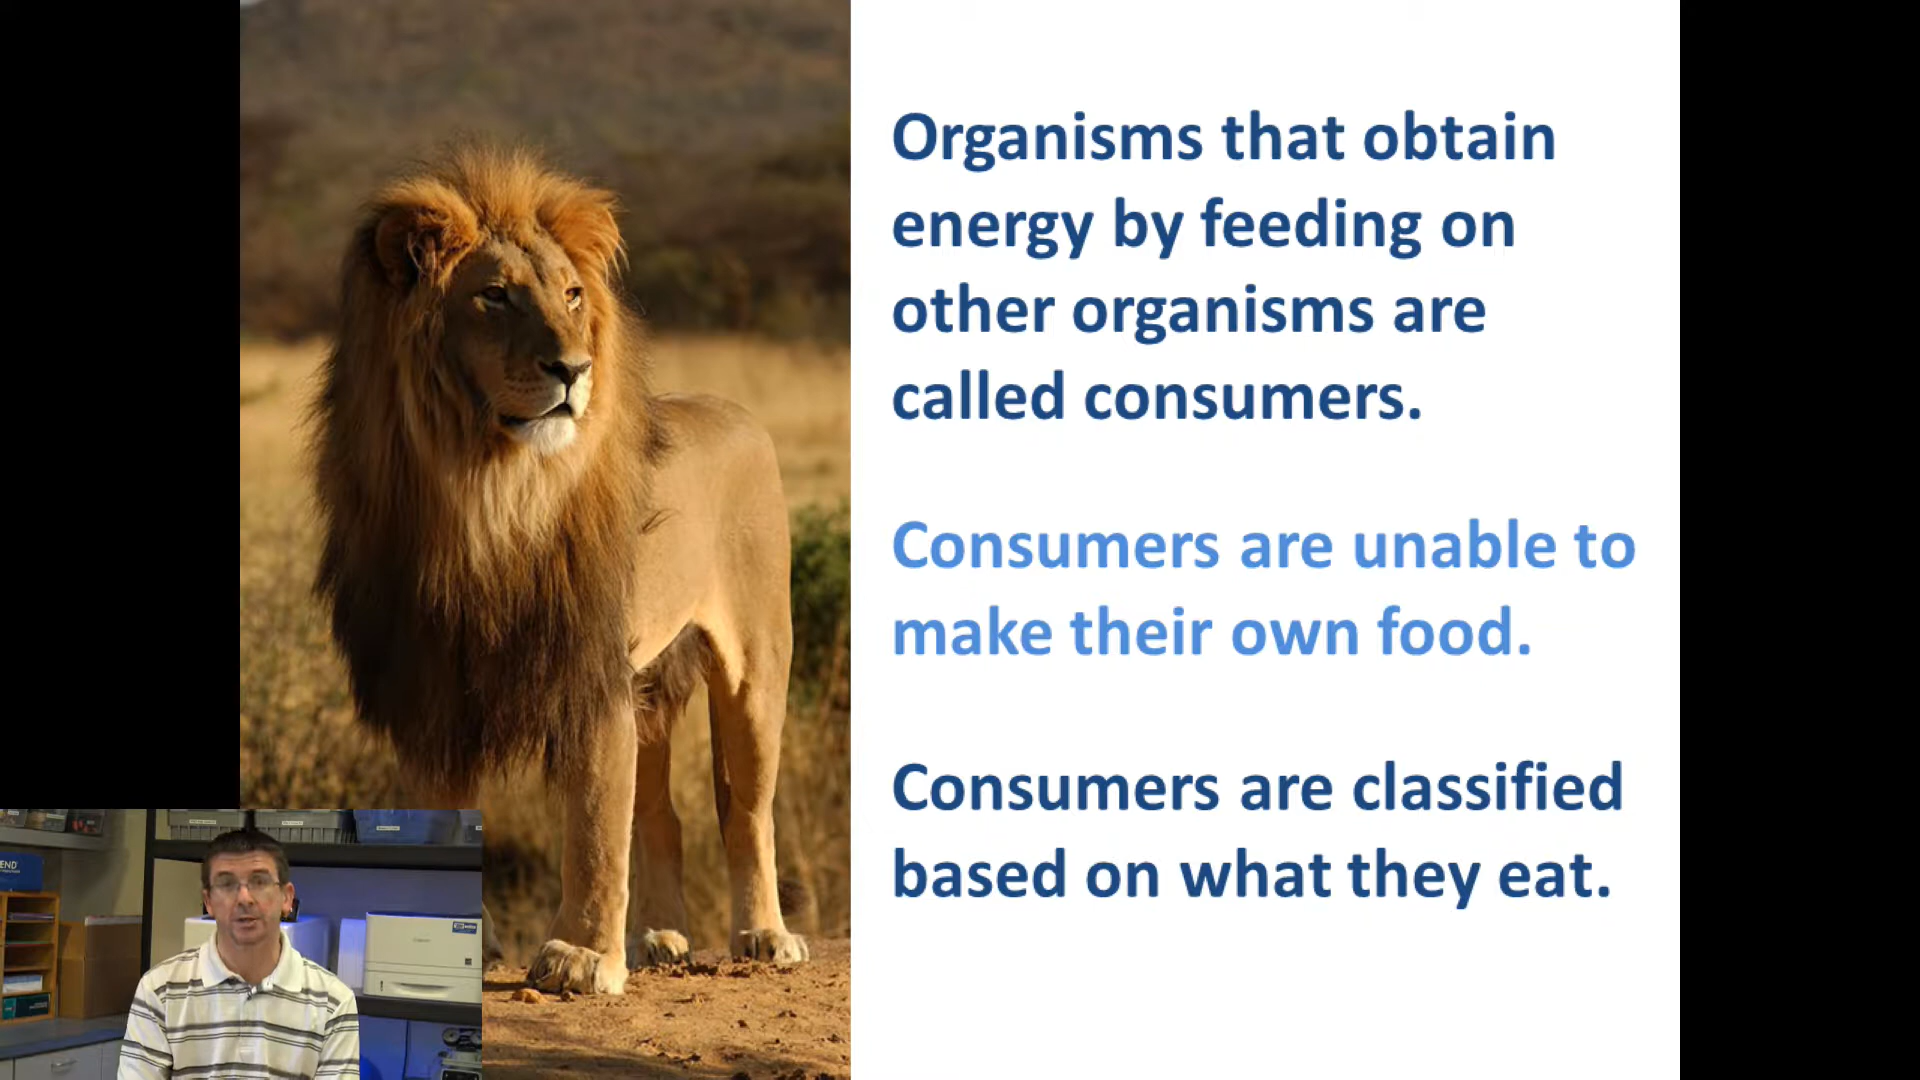 Organisms that obtain
energy by feeding on
other organisms are
called consumers.
Consumers are unable to
make their own food.
Consumers are classified
based on what they eat.
END